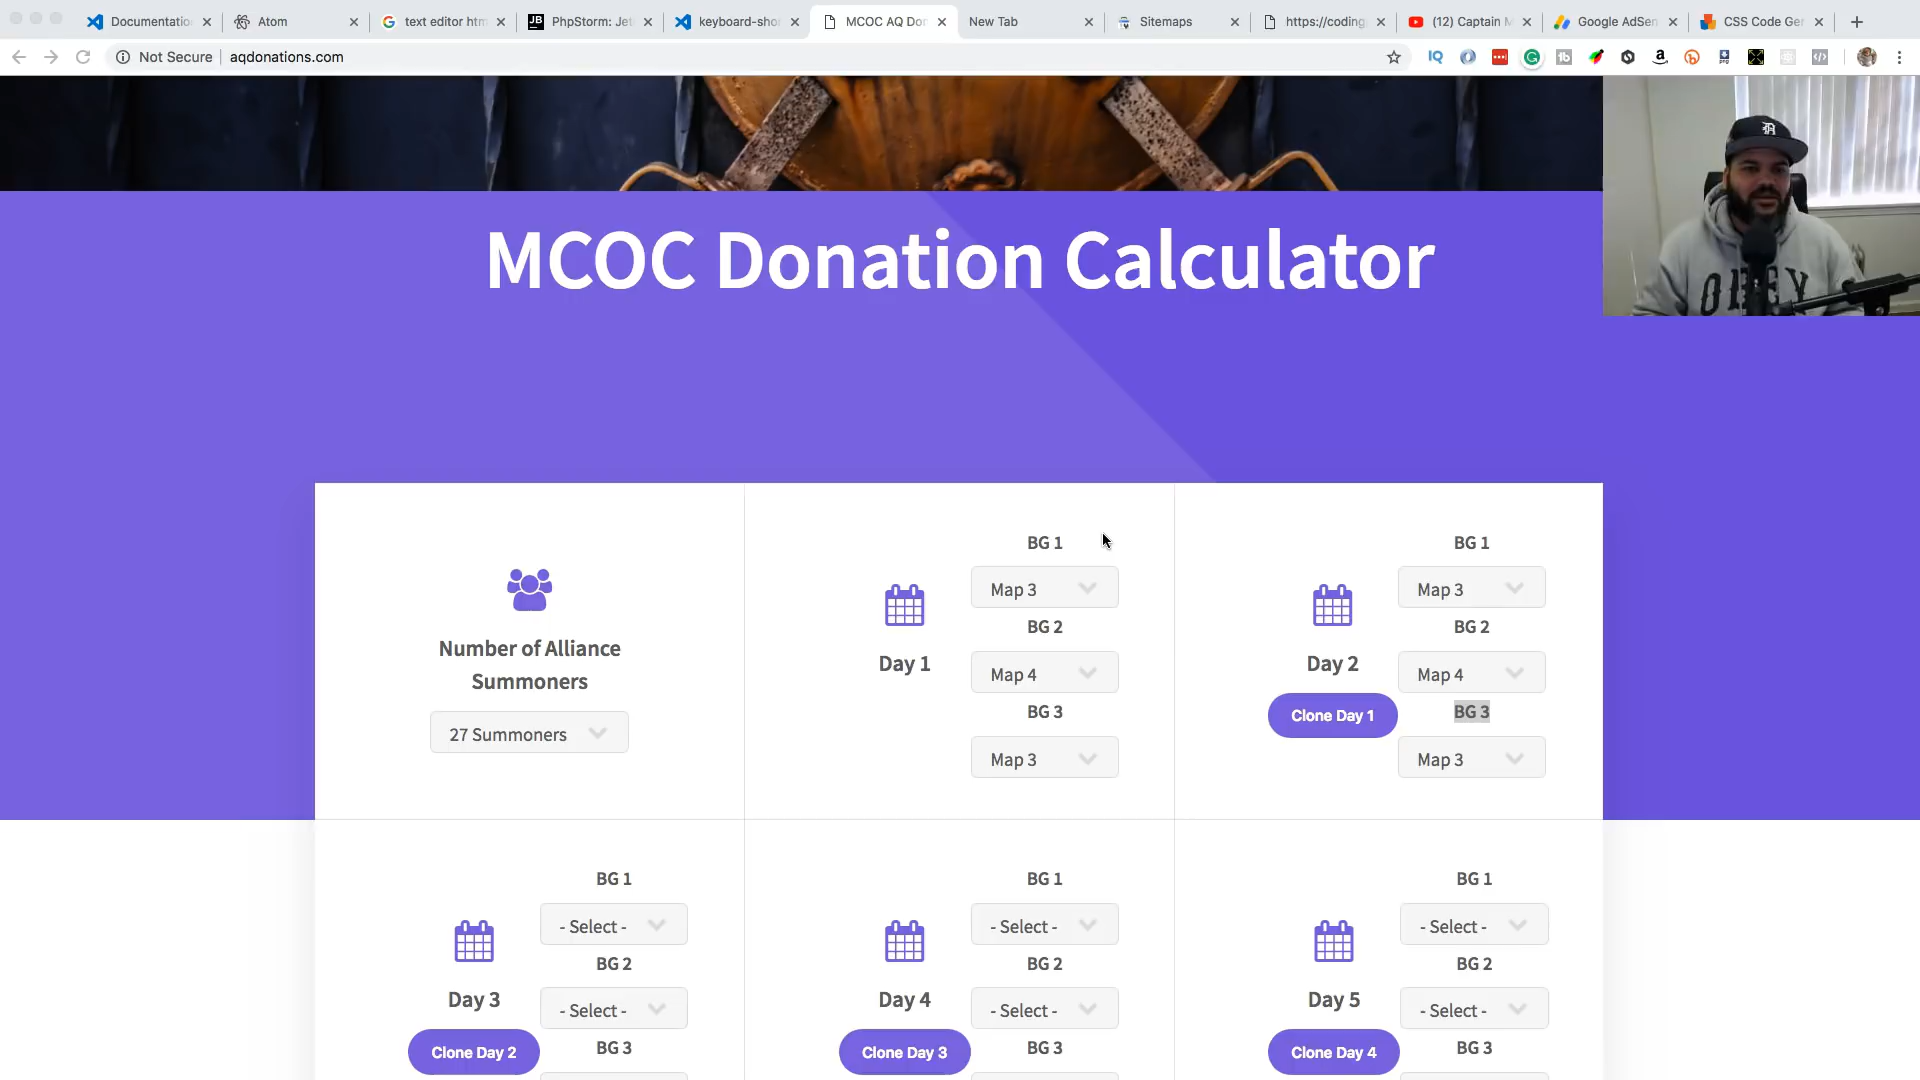 Documentatio
Atom
text editor htm
PhpStorm: Jet
keyboard-sho
MCOC AQ Don
New Tab
Sitemaps
https://coding
(12) Captain M
Google AdSen
CSS Code Ger
Not Secure
aqdonations.com
MCOC Donation Calculator
OBEY
Number of Alliance
Summoners
27 Summoners
Day 1
BG 1
Map 3
BG 2
Map 4
BG 3
Map 3
Day 2
Clone Day 1
BG 1
Map 3
BG 2
Map 4
BG 3
Map 3
Day 3
Clone Day 2
BG 1
- Select -
BG 2
- Select -
BG 3
Day 4
Clone Day 3
BG 1
- Select -
BG 2
- Select -
BG 3
Day 5
Clone Day 4
BG 1
- Select -
BG 2
- Select -
BG 3